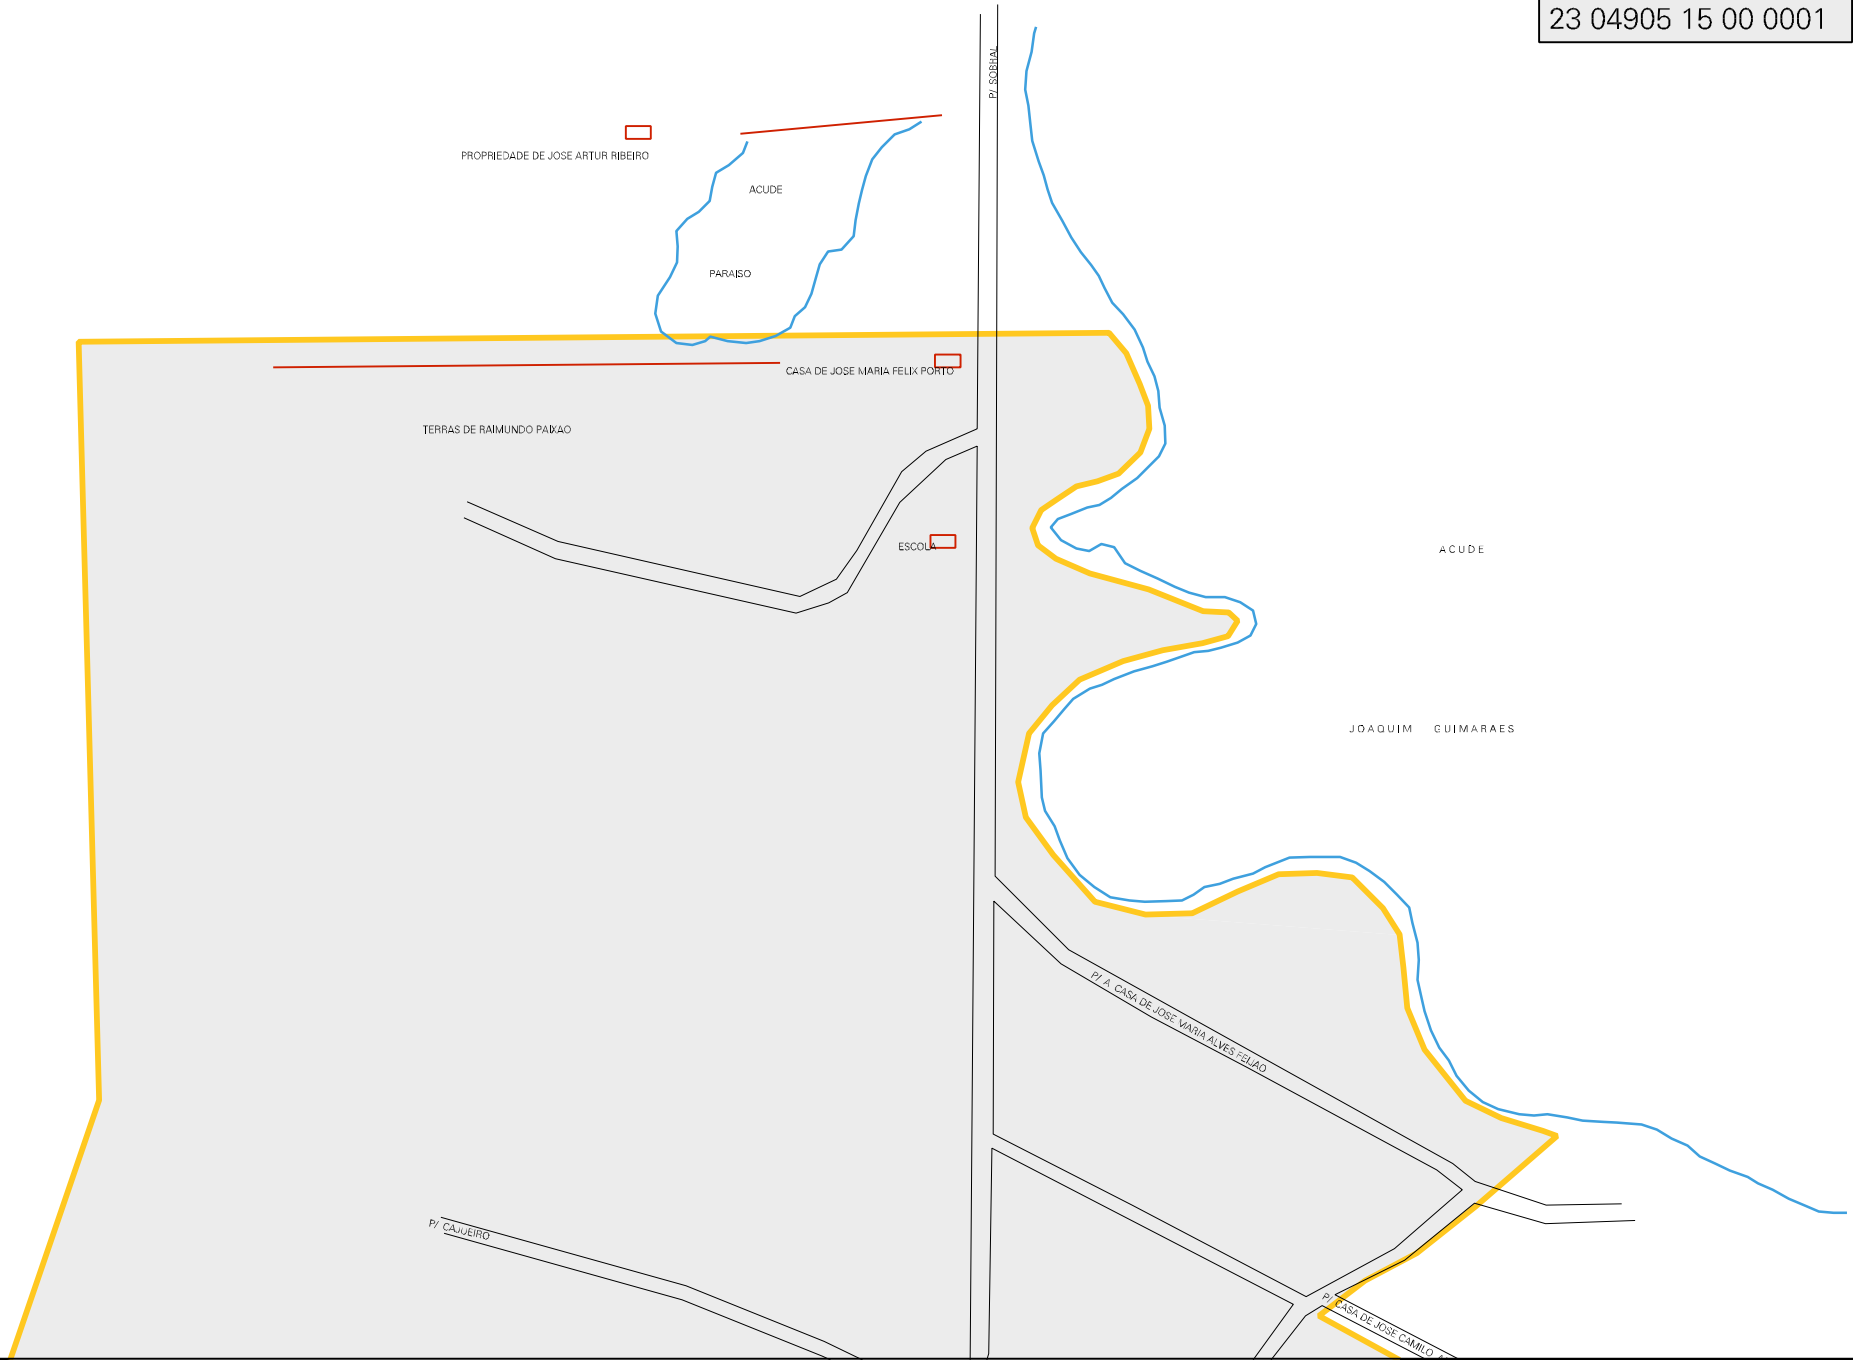 23 04905 15 00 0001
P/ SOBRAL
PROPRIEDADE DE JOSE ARTUR RIBEIRO
ACUDE
PARAISO
CASA DE JOSE MARIA FELIX PORTO
TERRAS DE RAIMUNDO PAIXAO
ESCOLA
ACUDE
JOAQUIM GUIMARAES
P/ A CASA DE JOSE MARIA ALVES FEIJAO
P/ CAJUEIRO
P/ CASA DE JOSE CAMILO